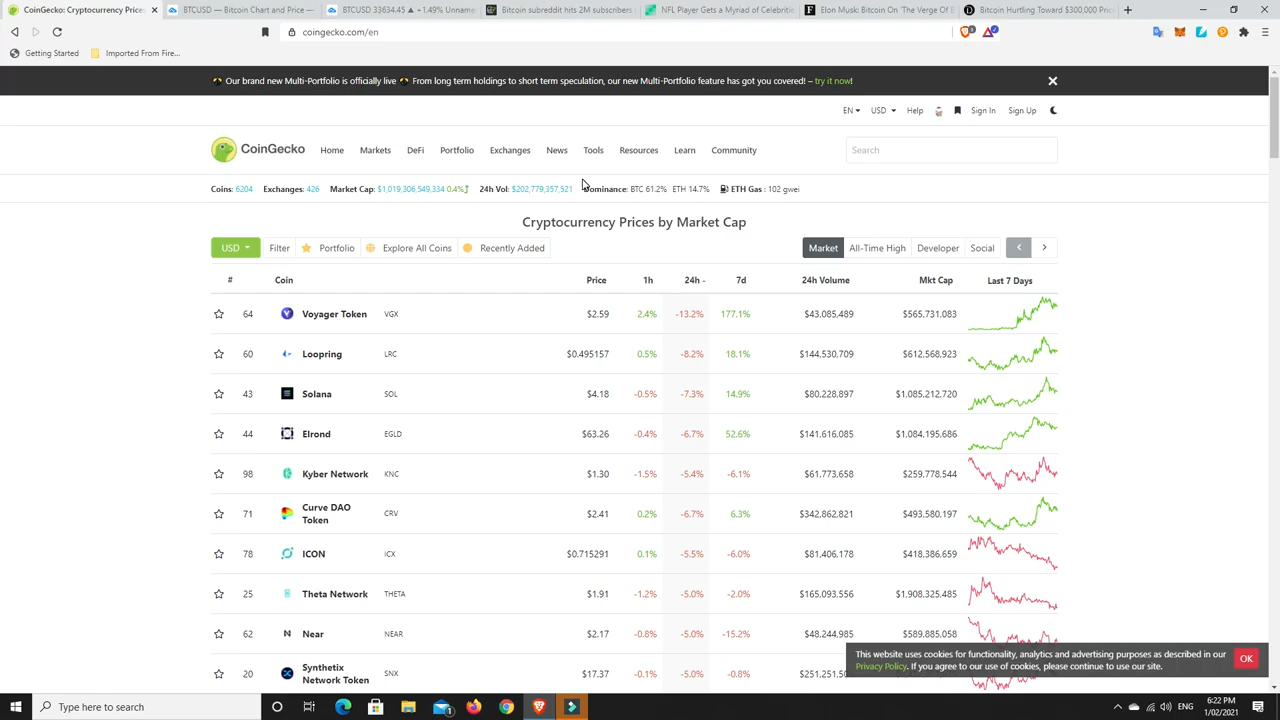 CoinGecko: Cryptocurrency Prices
BTCUSD — Bitcoin Chart and Price —
BTCUSD 33634.45 ▲ +1.49% Unname
Bitcoin subreddit hits 2M subscribers
NFL Player Gets a Myriad of Celebrities
Elon Musk: Bitcoin 'On The Verge Of B
Bitcoin Hurtling Toward $300,000 Pric
coingecko.com/en
Getting Started
Imported From Fire...
Our brand new Multi-Portfolio is officially live
From long term holdings to short term speculation, our new Multi-Portfolio feature has got you covered! – try it now!
EN
USD
Help
Sign In
Sign Up
CoinGecko
Home
Markets
DeFi
Portfolio
Exchanges
News
Tools
Resources
Learn
Community
Search
Coins: 6204
Exchanges: 426
Market Cap: $1,019,306,549,334 0.4%
24h Vol: $202,779,357,521
Dominance: BTC 61.2% ETH 14.7%
ETH Gas : 102 gwei
Cryptocurrency Prices by Market Cap
USD
Filter
Portfolio
Explore All Coins
Recently Added
Market
All-Time High
Developer
Social
# Coin Price 1h 24h 7d 24h Volume Mkt Cap Last 7 Days
64 Voyager Token VGX $2.59 2.4% -13.2% 177.1% $43,085,489 $565,731,083
60 Loopring LRC $0.495157 0.5% -8.2% 18.1% $144,530,709 $612,568,923
43 Solana SOL $4.18 -0.5% -7.3% 14.9% $80,228,897 $1,085,212,720
44 Elrond EGLD $63.26 -0.4% -6.7% 52.6% $141,616,085 $1,084,195,686
98 Kyber Network KNC $1.30 -1.5% -5.4% -6.1% $61,773,658 $259,778,544
71 Curve DAO Token CRV $2.41 0.2% -6.7% 6.3% $342,862,821 $493,580,197
78 ICON ICX $0.715291 0.1% -5.5% -6.0% $81,406,178 $418,386,659
25 Theta Network THETA $1.91 -1.2% -5.0% -2.0% $165,093,556 $1,908,325,485
62 Near NEAR $2.17 -0.8% -5.0% -15.2% $48,244,985 $589,885,058
20 Synthetix Network Token SNX $17.37 -0.1% -5.0% -0.8% $251,251,50
This website uses cookies for functionality, analytics and advertising purposes as described in our
Privacy Policy. If you agree to our use of cookies, please continue to use our site.
OK
Type here to search
ENG
6:22 PM
1/02/2021